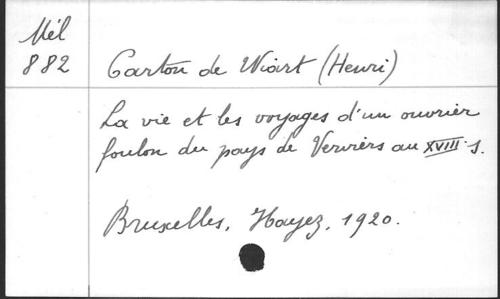 Mél
882
Carton de Wiart (Henri)
La vie et les voyages d'un ouvrier
foulon du pays de Verviers au XVIII s.
Bruxelles, Hayez, 1920.